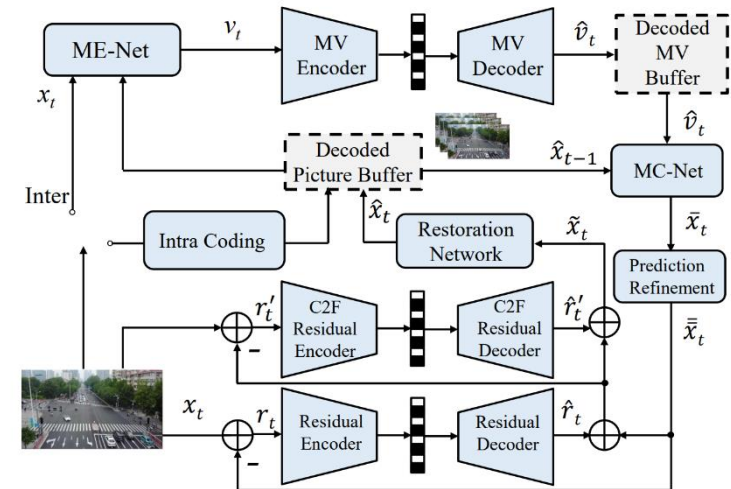 ME-Net
v_t
MV
Encoder
MV
Decoder
v̂_t
Decoded
MV
Buffer
x_t
v̂_t
Decoded
Picture Buffer
x̂_{t−1}
MC-Net
Inter
x̂_t
x̄_t
Intra Coding
Restoration
Network
x̃_t
Prediction
Refinement
r′_t
C2F
Residual
Encoder
C2F
Residual
Decoder
r̂′_t
x̿_t
−
x_t
r_t
Residual
Encoder
Residual
Decoder
r̂_t
−